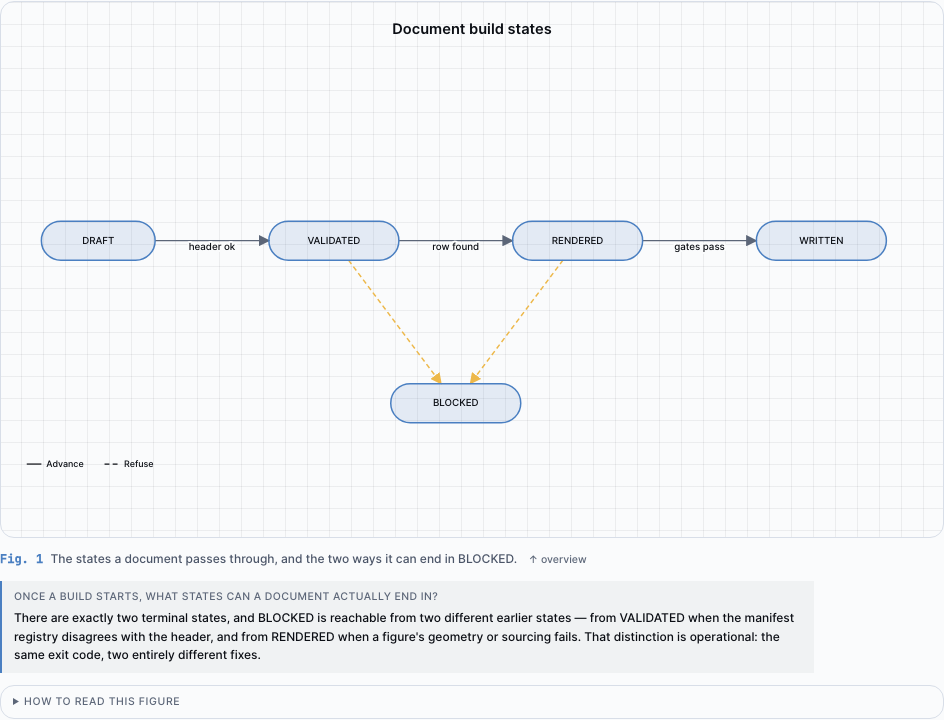 Document build states
DRAFT
header ok
VALIDATED
row found
RENDERED
gates pass
WRITTEN
BLOCKED
Advance
Refuse
Fig. 1 The states a document passes through, and the two ways it can end in BLOCKED. ↑ overview
ONCE A BUILD STARTS, WHAT STATES CAN A DOCUMENT ACTUALLY END IN?
There are exactly two terminal states, and BLOCKED is reachable from two different earlier states — from VALIDATED when the manifest
registry disagrees with the header, and from RENDERED when a figure's geometry or sourcing fails. That distinction is operational: the
same exit code, two entirely different fixes.
▶ HOW TO READ THIS FIGURE